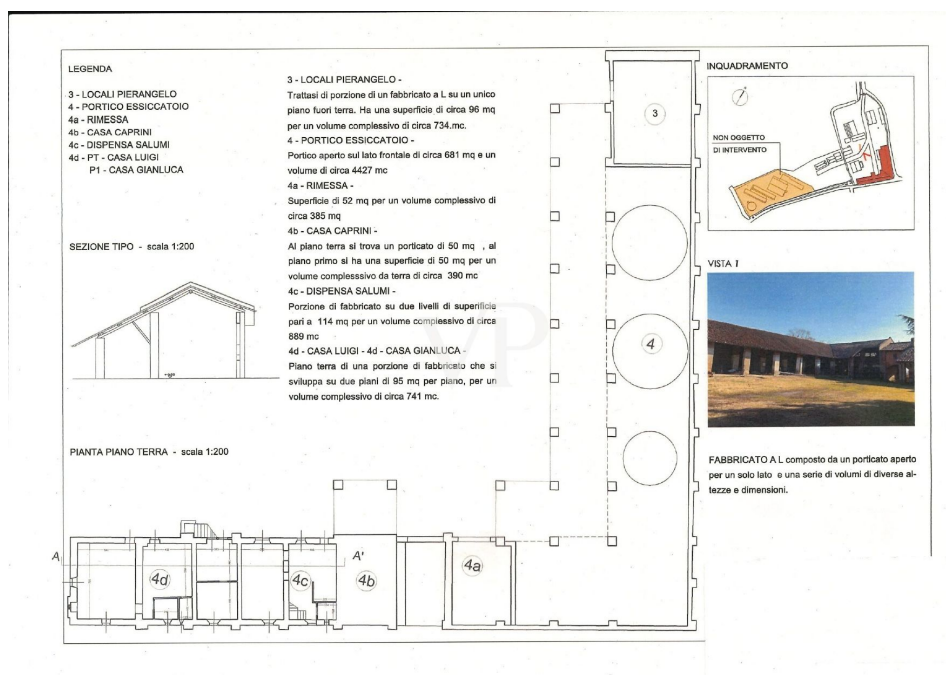 LEGENDA
3 - LOCALI PIERANGELO
4 - PORTICO ESSICCATOIO
4a - RIMESSA
4b - CASA CAPRINI
4c - DISPENSA SALUMI
4d - PT - CASA LUIGI
P1 - CASA GIANLUCA
SEZIONE TIPO - scala 1:200
3 - LOCALI PIERANGELO -
Trattasi di porzione di un fabbricato a L su un unico
piano fuori terra. Ha una superficie di circa 96 mq
per un volume complessivo di circa 734.mc.
4 - PORTICO ESSICCATOIO -
Portico aperto sul lato frontale di circa 681 mq e un
volume di circa 4427 mc
4a - RIMESSA -
Superficie di 52 mq per un volume complessivo di
circa 385 mq
4b - CASA CAPRINI -
Al piano terra si trova un porticato di 50 mq , al
piano primo si ha una superficie di 50 mq per un
volume complesssivo da terra di circa 390 mc
4c - DISPENSA SALUMI -
Porzione di fabbricato su due livelli di superificie
pari a 114 mq per un volume complessivo di circa
889 mc
4d - CASA LUIGI - 4d - CASA GIANLUCA -
Piano terra di una porzione di fabbricato che si
sviluppa su due piani di 95 mq per piano, per un
volume complessivo di circa 741 mc.
VP
PIANTA PIANO TERRA - scala 1:200
A
A'
4d
4c
4b
4a
4
3
INQUADRAMENTO
NON OGGETTO
DI INTERVENTO
VISTA 1
FABBRICATO A L composto da un porticato aperto
per un solo lato e una serie di volumi di diverse al-
tezze e dimensioni.